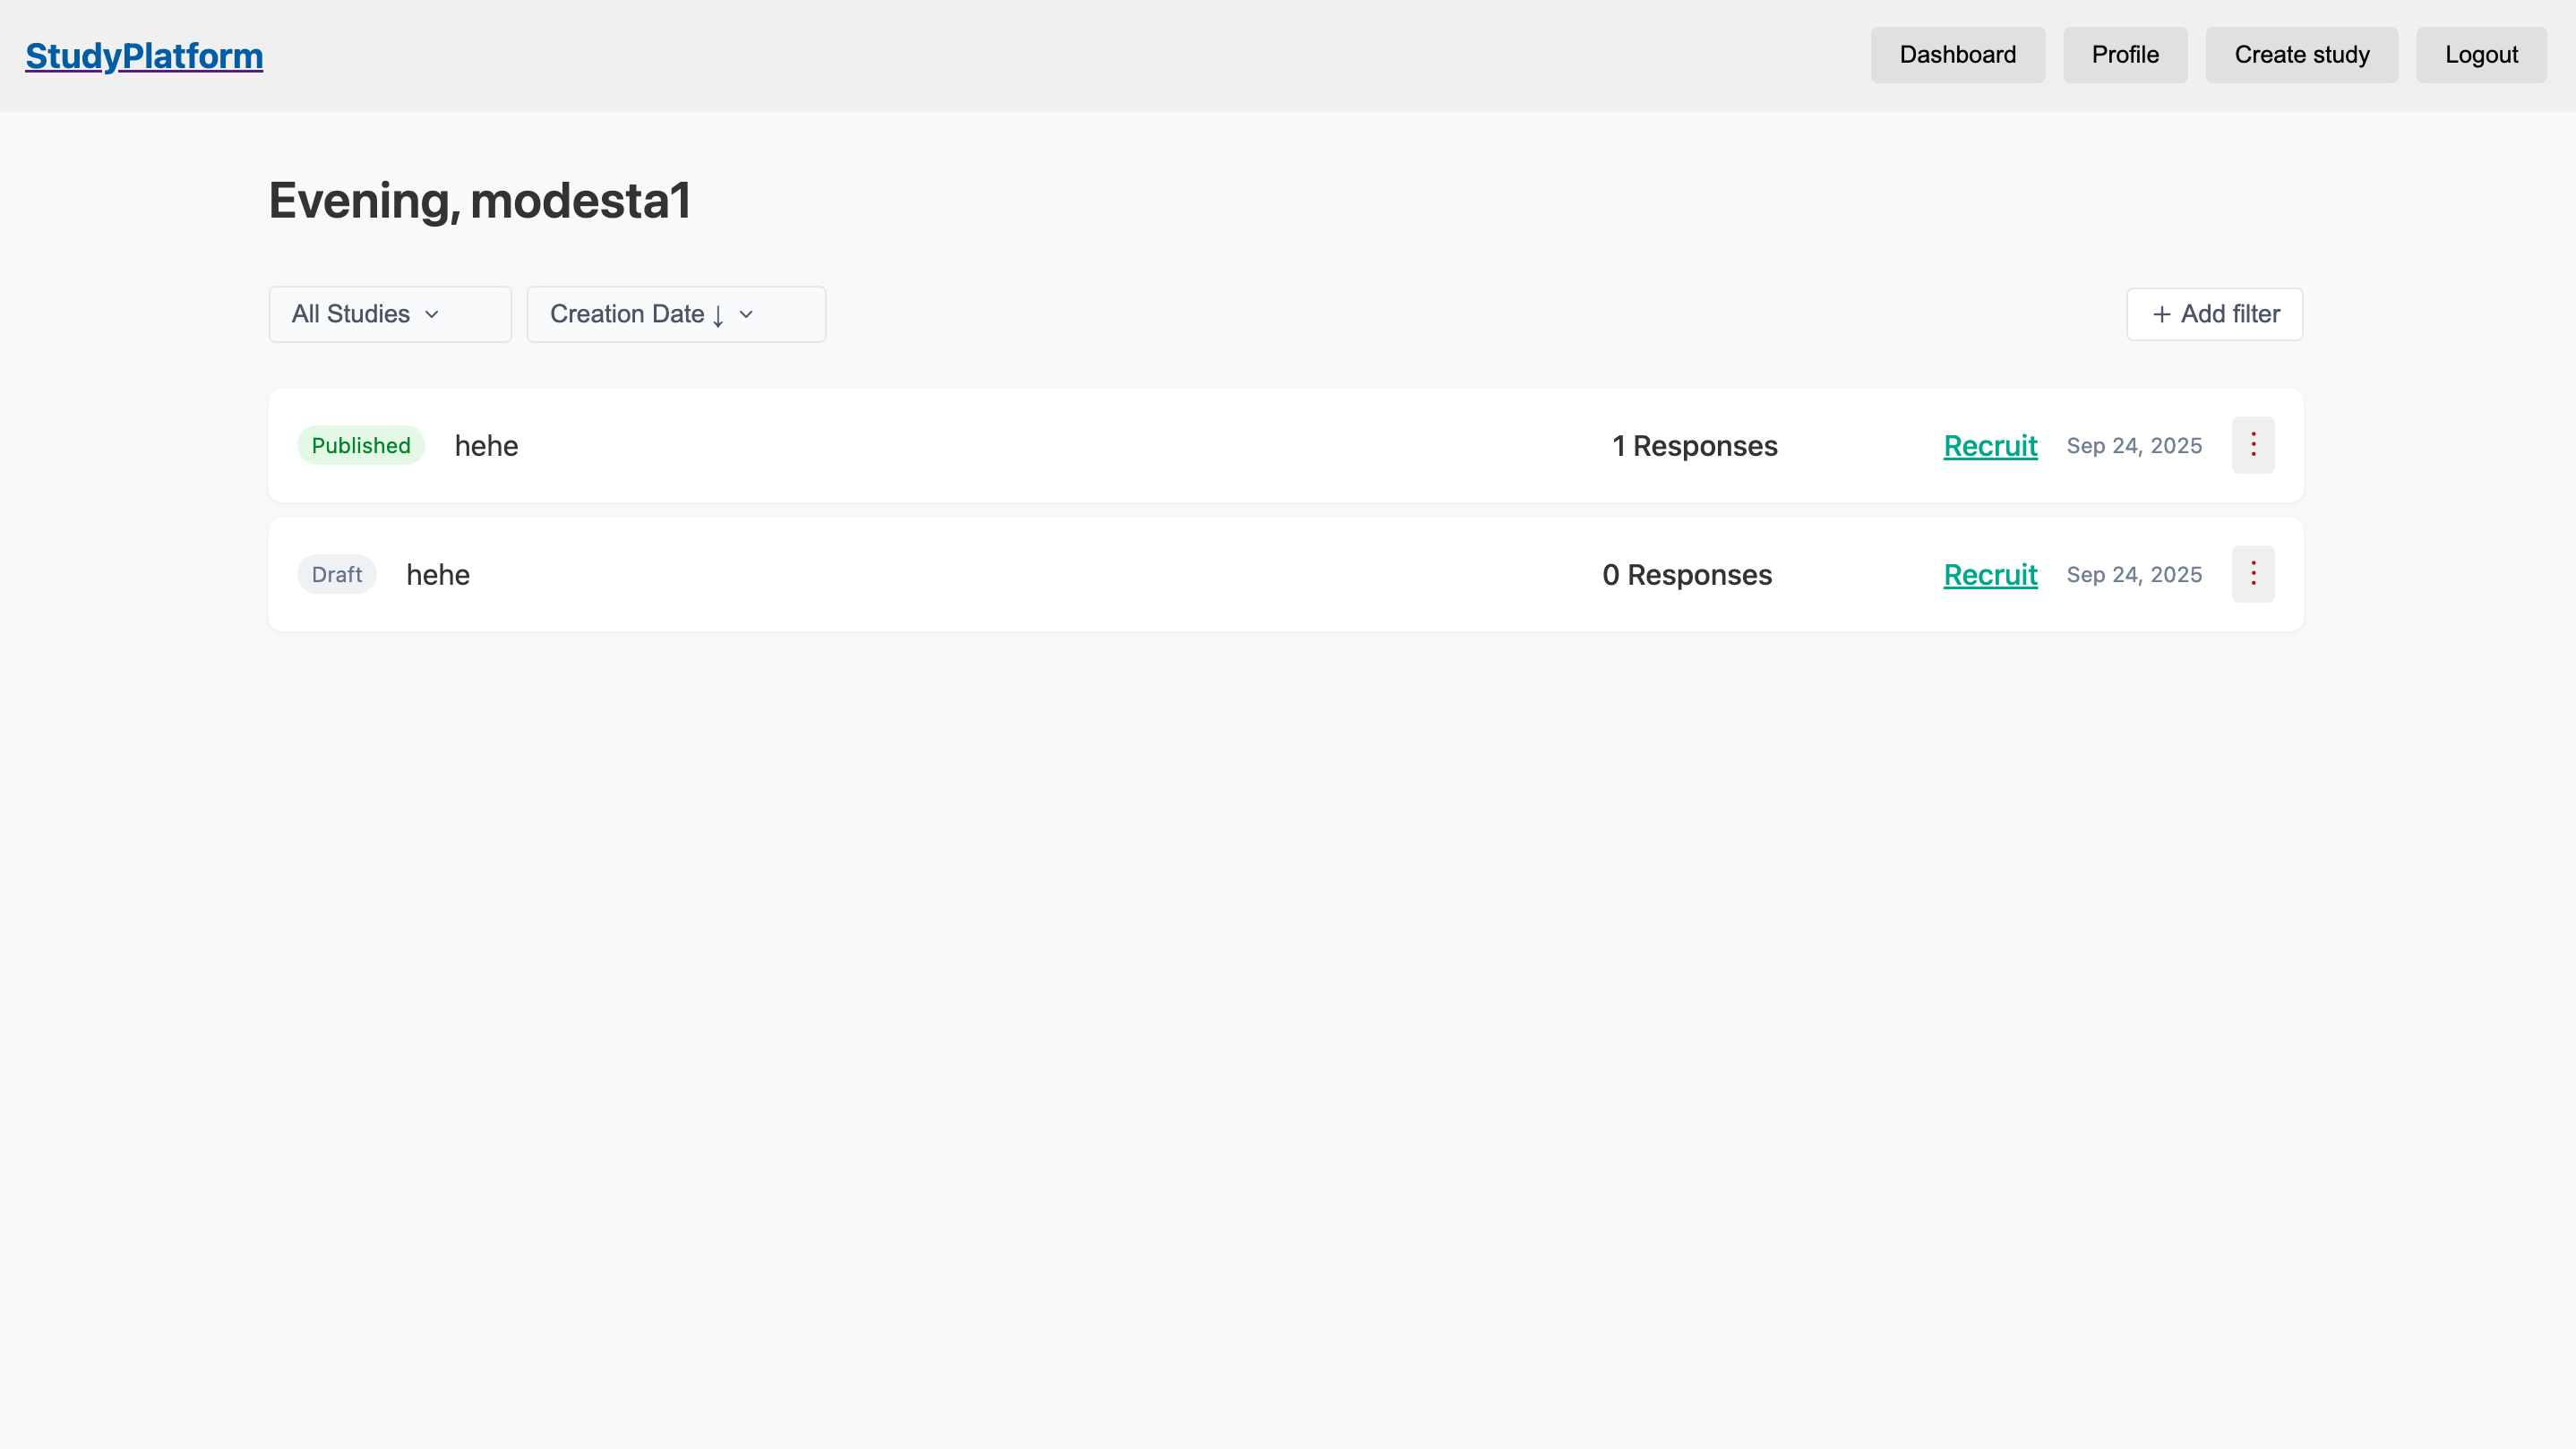 StudyPlatform
Dashboard
Profile
Create study
Logout
Evening, modesta1
All Studies
Creation Date ↓
+ Add filter
Published hehe 1 Responses Recruit Sep 24, 2025
Draft hehe 0 Responses Recruit Sep 24, 2025